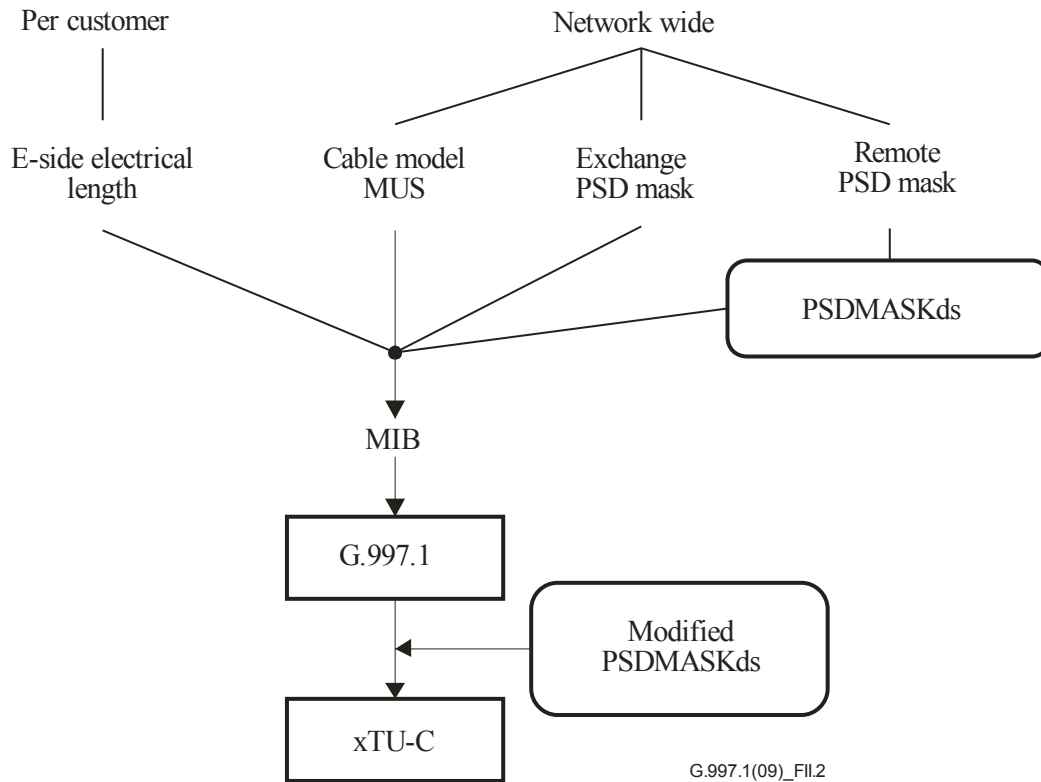 Per customer
Network wide
E-side electrical
length
Cable model
MUS
Exchange
PSD mask
Remote
PSD mask
PSDMASKds
MIB
G.997.1
Modified
PSDMASKds
xTU-C
G.997.1(09)_FII.2